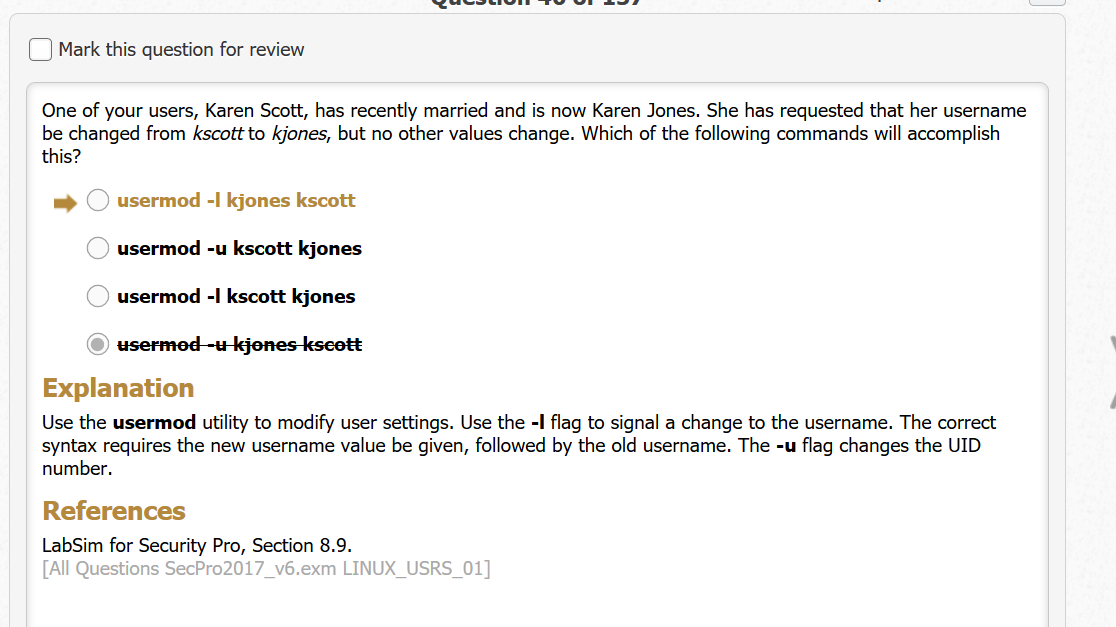 Question 46 of 137
Mark this question for review
One of your users, Karen Scott, has recently married and is now Karen Jones. She has requested that her username
be changed from kscott to kjones, but no other values change. Which of the following commands will accomplish
this?
usermod -l kjones kscott
usermod -u kscott kjones
usermod -l kscott kjones
usermod -u kjones kscott
Explanation
Use the usermod utility to modify user settings. Use the -l flag to signal a change to the username. The correct
syntax requires the new username value be given, followed by the old username. The -u flag changes the UID
number.
References
LabSim for Security Pro, Section 8.9.
[All Questions SecPro2017_v6.exm LINUX_USRS_01]